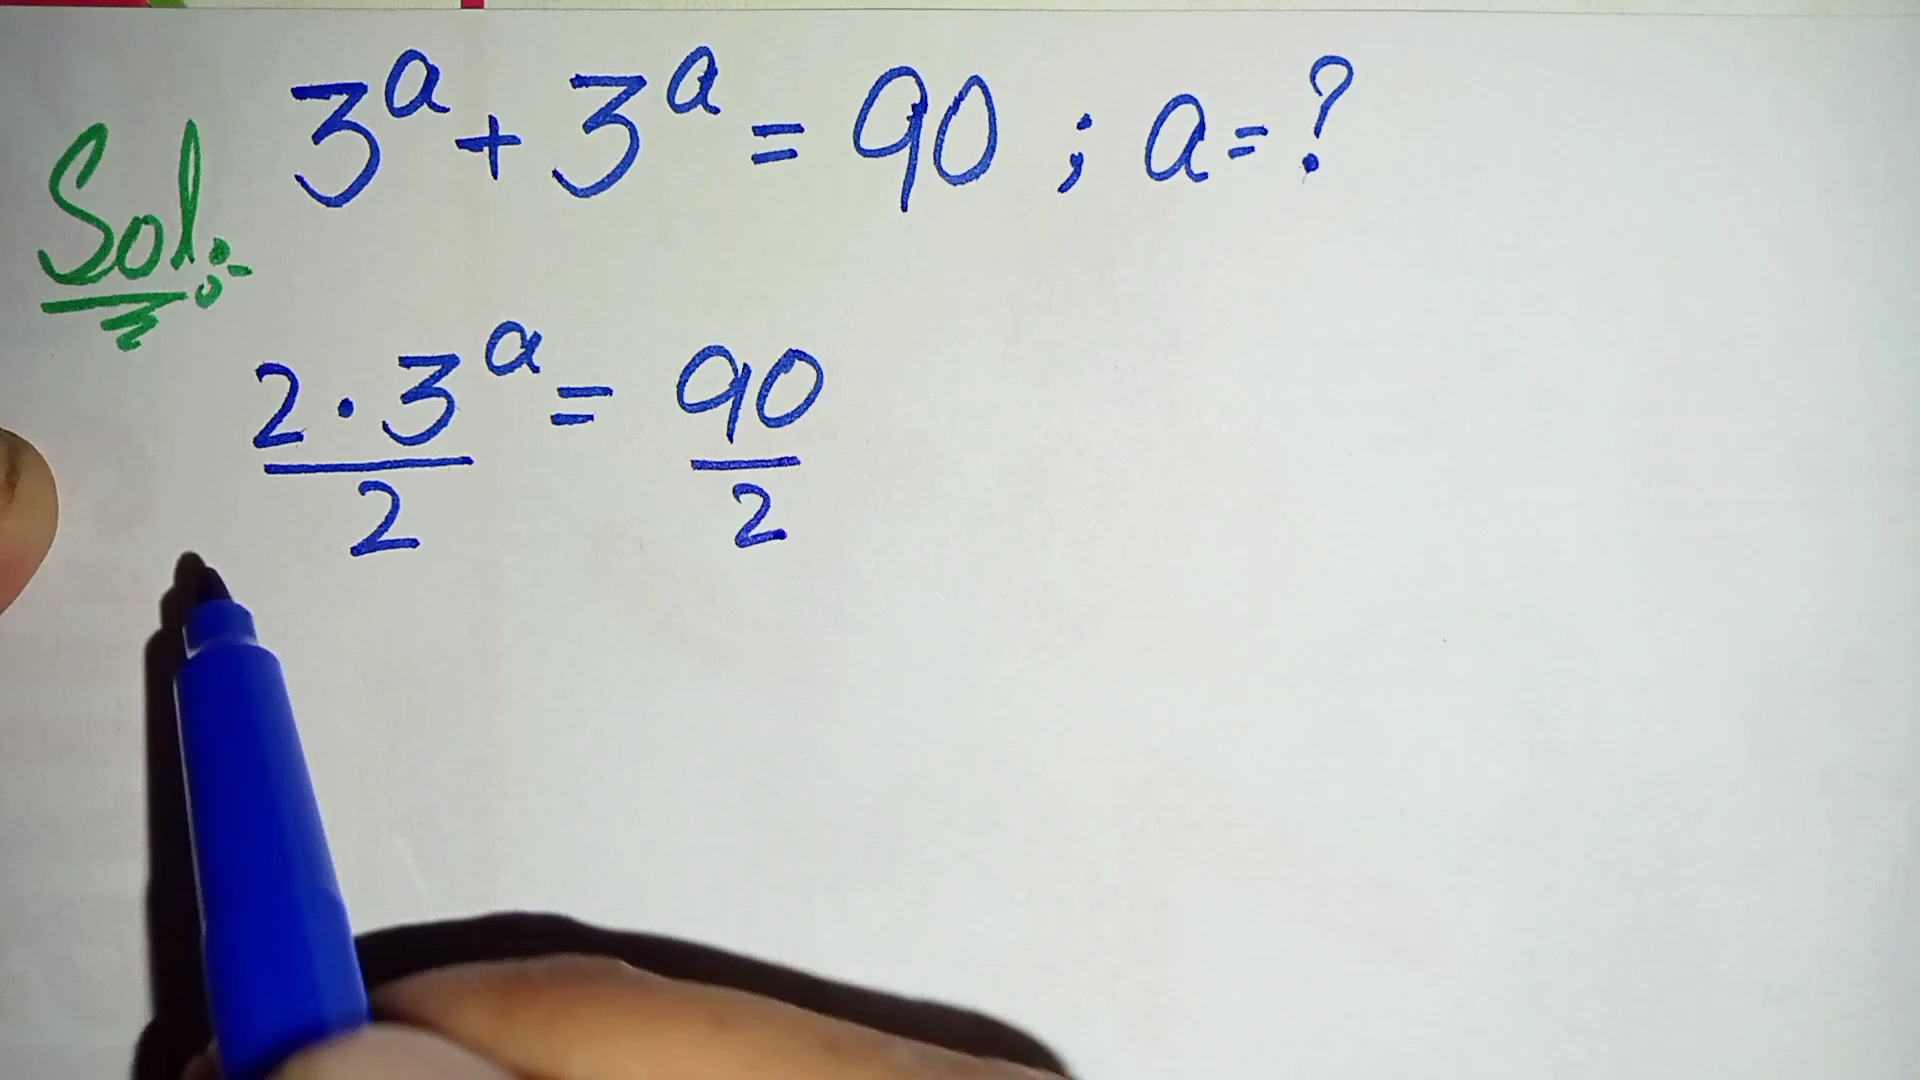 3^a + 3^a = 90 ; a = ?
Sol:-
2 · 3^a / 2 = 90 / 2